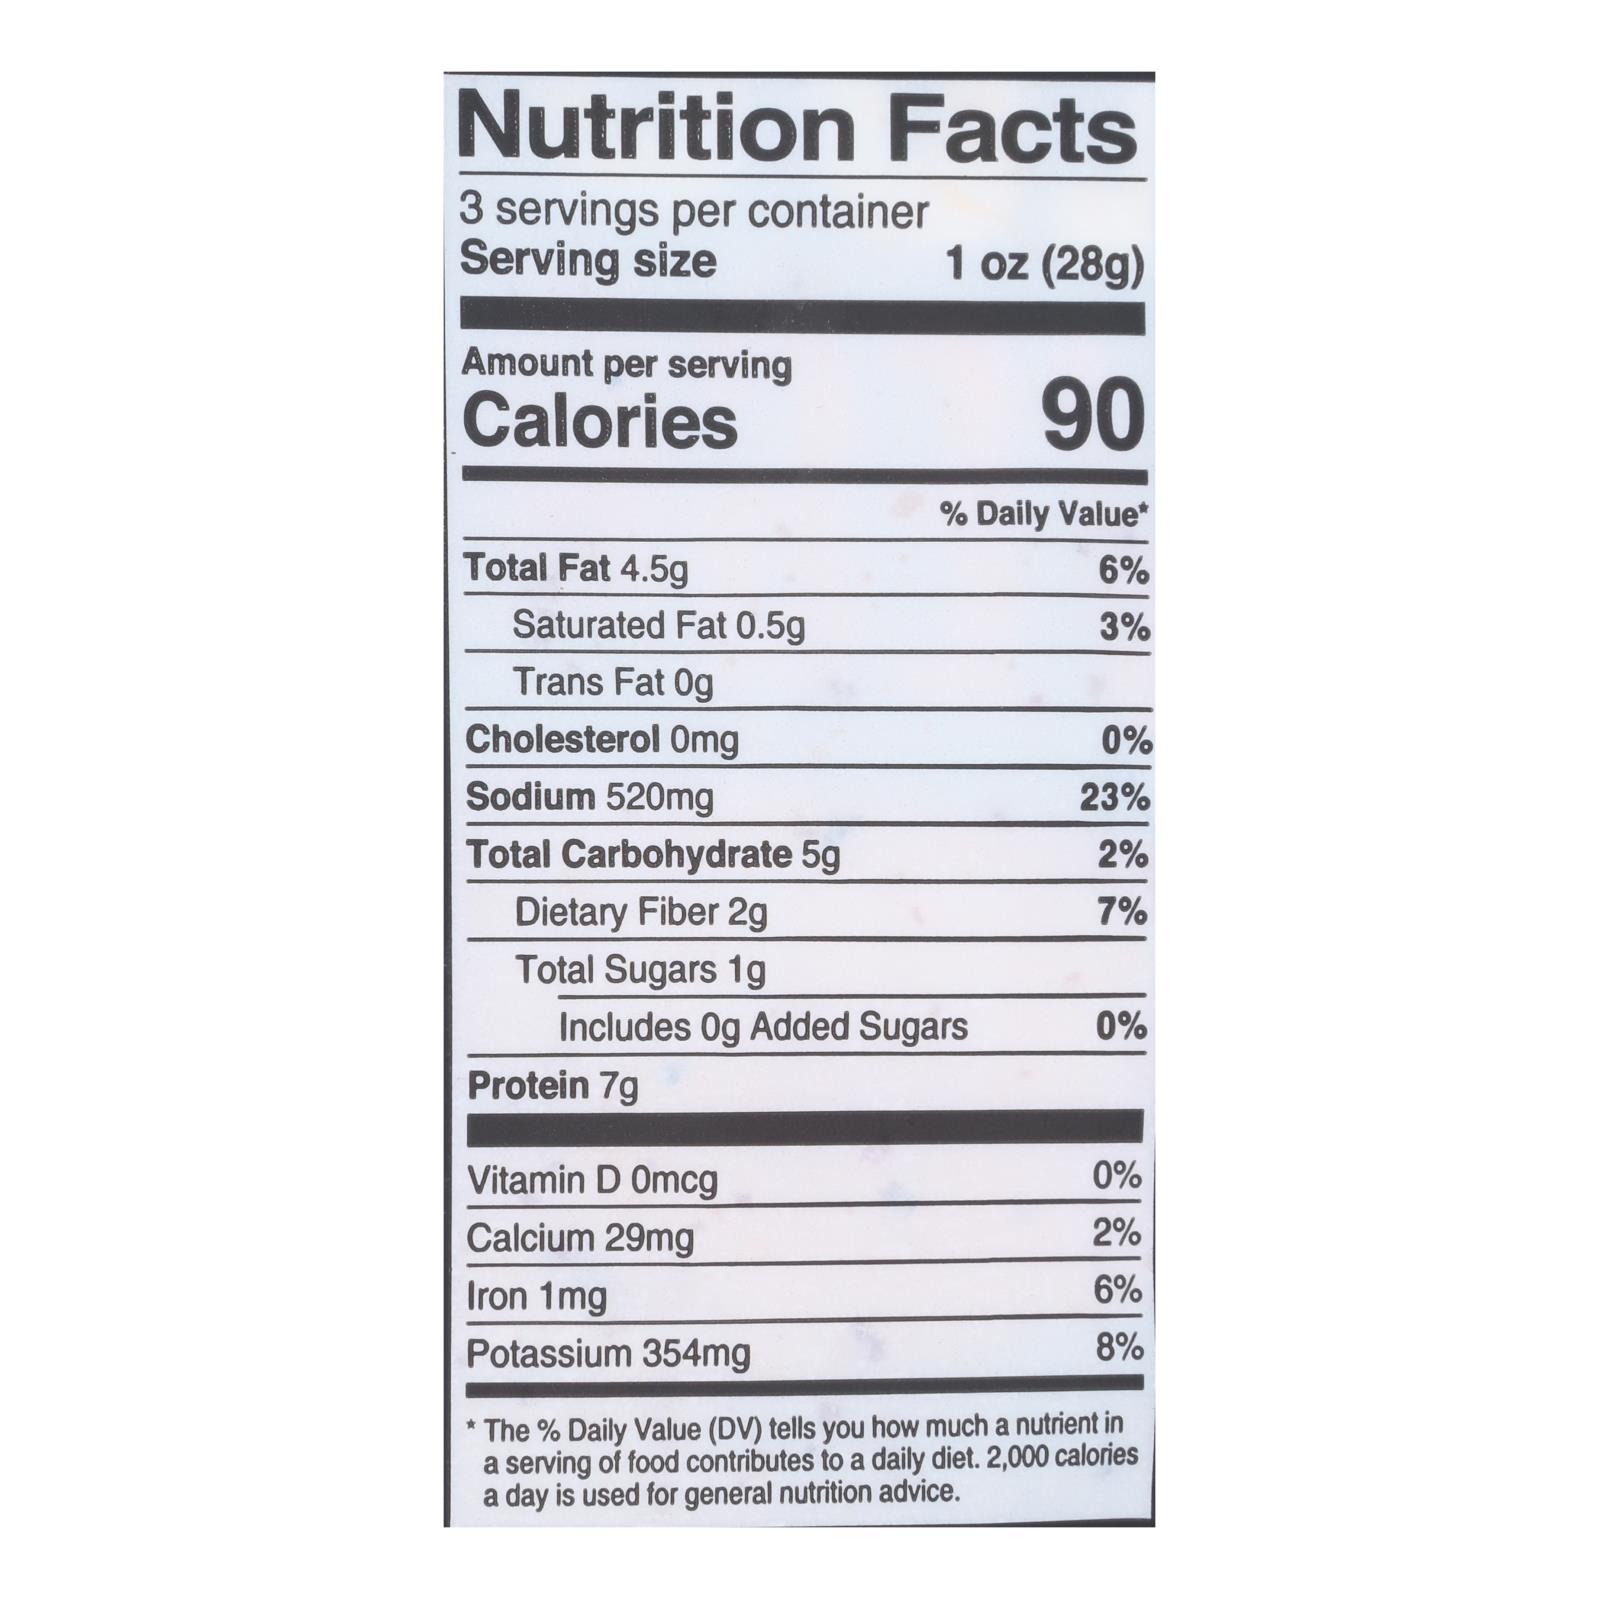 Nutrition Facts
3 servings per container
Serving size 1 oz (28g)
Amount per serving
Calories 90
% Daily Value*
Total Fat 4.5g 6%
Saturated Fat 0.5g 3%
Trans Fat 0g
Cholesterol 0mg 0%
Sodium 520mg 23%
Total Carbohydrate 5g 2%
Dietary Fiber 2g 7%
Total Sugars 1g
Includes 0g Added Sugars 0%
Protein 7g
Vitamin D 0mcg 0%
Calcium 29mg 2%
Iron 1mg 6%
Potassium 354mg 8%
* The % Daily Value (DV) tells you how much a nutrient in
a serving of food contributes to a daily diet. 2,000 calories
a day is used for general nutrition advice.